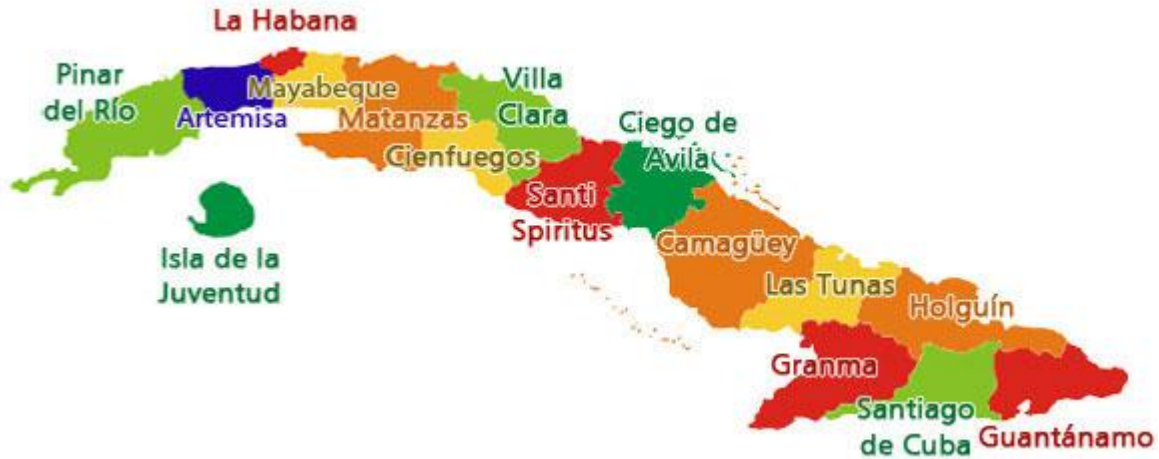 La Habana
Pinar
del Río
Artemisa
Mayabeque
Matanzas
Villa
Clara
Cienfuegos
Ciego de
Avila
Santi
Spiritus
Isla de la
Juventud
Camagüey
Las Tunas
Holguín
Granma
Santiago
de Cuba
Guantánamo